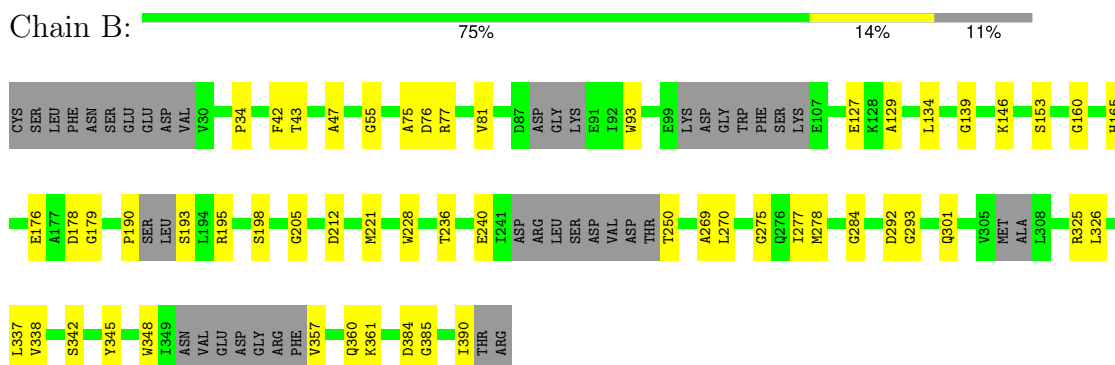 Chain B:
75% 14% 11%
CYS SER LEU PHE ASN SER GLU GLU ASP VAL V30 P34 F42 T43 A47 G55 A75 D76 R77 V81 D87 ASP GLY LYS E91 I92 W93 E99 LYS ASP GLY TRP PHE SER LYS E107 E127 K128 A129 L134 G139 K146 S153 G160
E176 A177 D178 G179 P190 SER LEU S193 L194 R195 S198 G205 D212 M221 W228 T236 E240 I241 ASP ARG LEU SER ASP VAL ASP THR T250 A269 L270 G275 Q276 I277 M278 G284 D292 G293 Q301 V305 MET ALA L308 R325 L326
L337 V338 S342 Y345 W348 I349 ASN VAL GLU ASP GLY ARG PHE V357 Q360 K361 D384 G385 I390 THR ARG